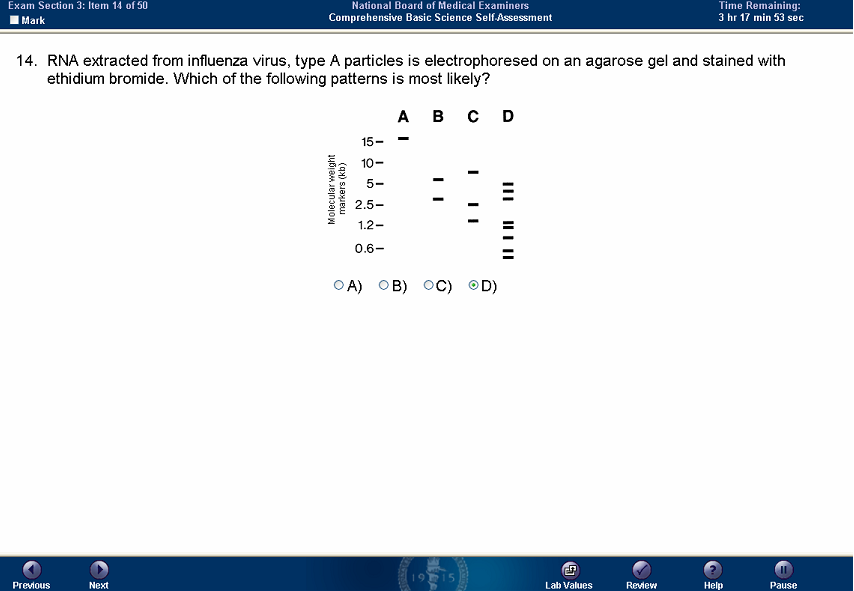 Exam Section 3: Item 14 of 50
National Board of Medical Examiners
Time Remaining:
Mark
Comprehensive Basic Science Self-Assessment
3 hr 17 min 53 sec
14. RNA extracted from influenza virus, type A particles is electrophoresed on an agarose gel and stained with
ethidium bromide. Which of the following patterns is most likely?
A B C D
Molecular weight
markers (kb)
15
10
5
2.5
1.2
0.6
A) B) C) D)
1915
Previous Next Lab Values Review Help Pause